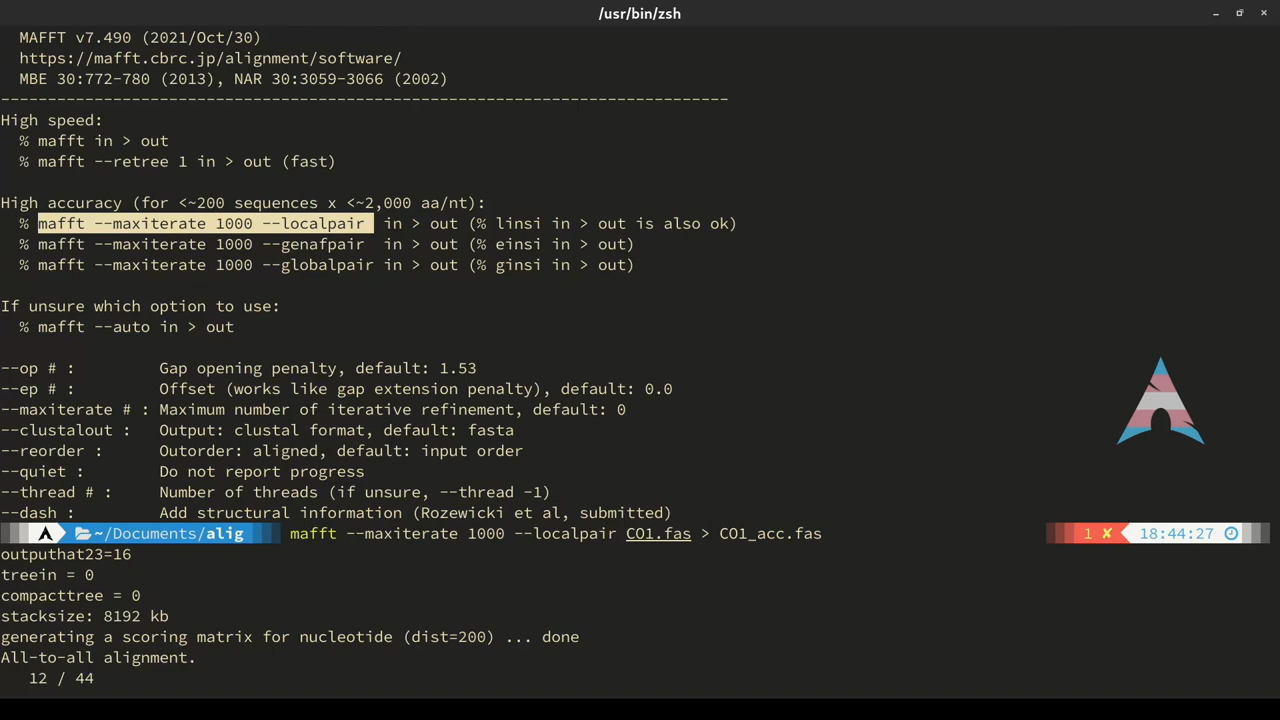 /usr/bin/zsh
MAFFT v7.490 (2021/Oct/30)
https://mafft.cbrc.jp/alignment/software/
MBE 30:772-780 (2013), NAR 30:3059-3066 (2002)
------------------------------------------------------------------------------
High speed:
% mafft in > out
% mafft --retree 1 in > out (fast)
High accuracy (for <~200 sequences x <~2,000 aa/nt):
% mafft --maxiterate 1000 --localpair  in > out (% linsi in > out is also ok)
% mafft --maxiterate 1000 --genafpair  in > out (% einsi in > out)
% mafft --maxiterate 1000 --globalpair in > out (% ginsi in > out)
If unsure which option to use:
% mafft --auto in > out
--op # :         Gap opening penalty, default: 1.53
--ep # :         Offset (works like gap extension penalty), default: 0.0
--maxiterate # : Maximum number of iterative refinement, default: 0
--clustalout :   Output: clustal format, default: fasta
--reorder :      Outorder: aligned, default: input order
--quiet :        Do not report progress
--thread # :     Number of threads (if unsure, --thread -1)
--dash :         Add structural information (Rozewicki et al, submitted)
~/Documents/alig mafft --maxiterate 1000 --localpair CO1.fas > CO1_acc.fas 1 ✘ 18:44:27
outputhat23=16
treein = 0
compacttree = 0
stacksize: 8192 kb
generating a scoring matrix for nucleotide (dist=200) ... done
All-to-all alignment.
12 / 44